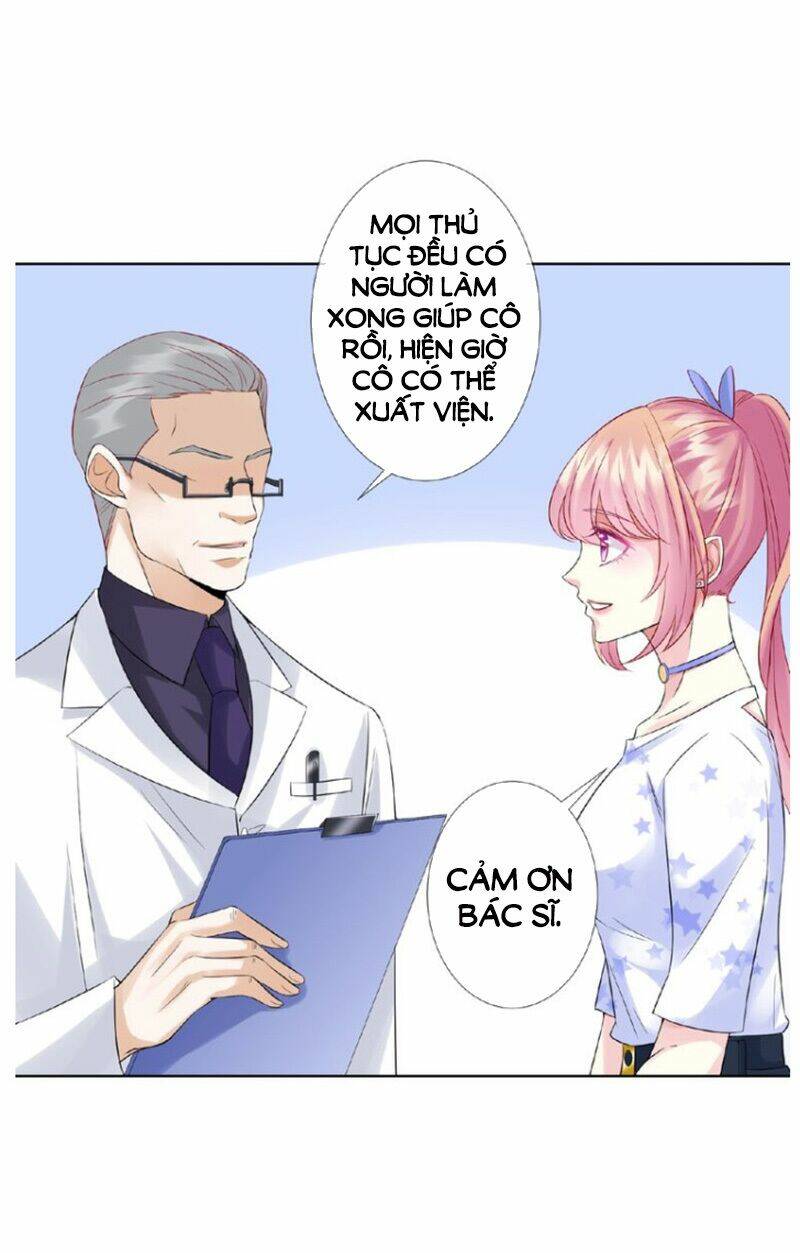 MỌI THỦ
TỤC ĐỀU CÓ
NGƯỜI LÀM
XONG GIÚP CÔ
RỒI, HIỆN GIỜ
CÔ CÓ THỂ
XUẤT VIỆN.
CẢM ƠN
BÁC SĨ.